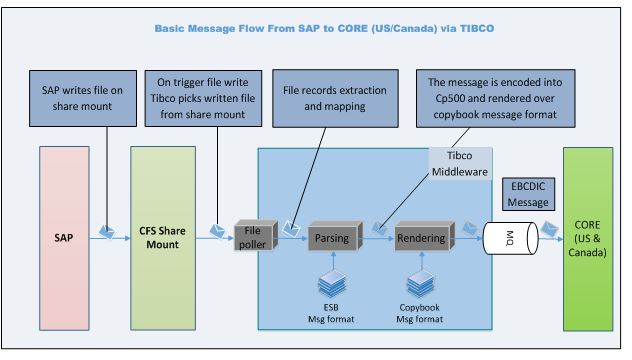 Basic Message Flow From SAP to CORE (US/Canada) via TIBCO
SAP writes file on
share mount
On trigger file write
Tibco picks written file
from share mount
File records extraction
and mapping
The message is encoded into
Cp500 and rendered over
copybook message format
Tibco
Middleware
EBCDIC
Message
SAP
CFS Share
Mount
File
poller
Parsing
Rendering
MQ
CORE
(US &
Canada)
ESB
Msg format
Copybook
Msg format